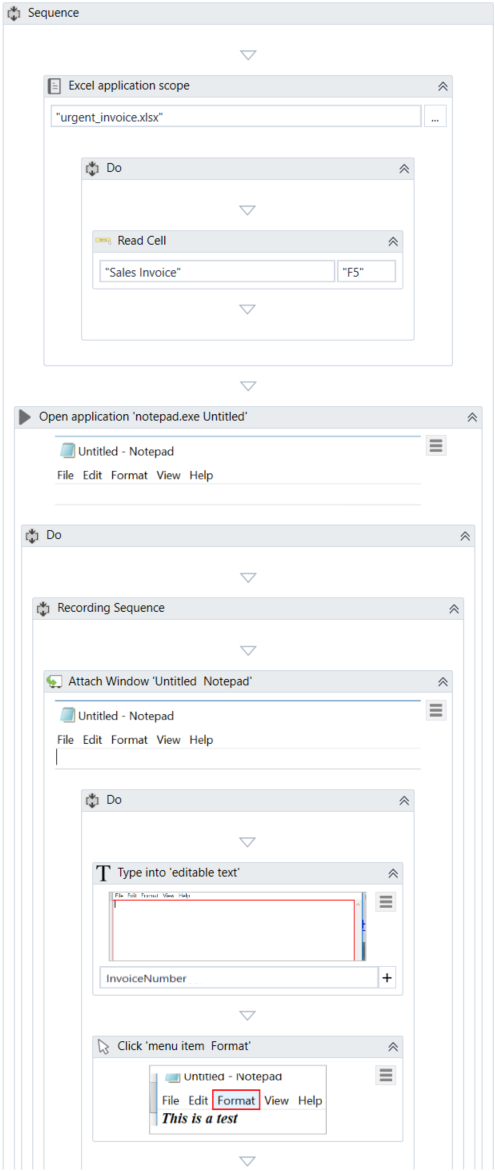 Sequence
Excel application scope
"urgent_invoice.xlsx"
...
Do
Read Cell
"Sales Invoice"
"F5"
Open application 'notepad.exe Untitled'
Untitled - Notepad
File Edit Format View Help
Do
Recording Sequence
Attach Window 'Untitled Notepad'
Untitled - Notepad
File Edit Format View Help
Do
T Type into 'editable text'
File Edit Format View Help
InvoiceNumber
+
Click 'menu item Format'
Untitled - Notepad
File Edit Format View Help
This is a test